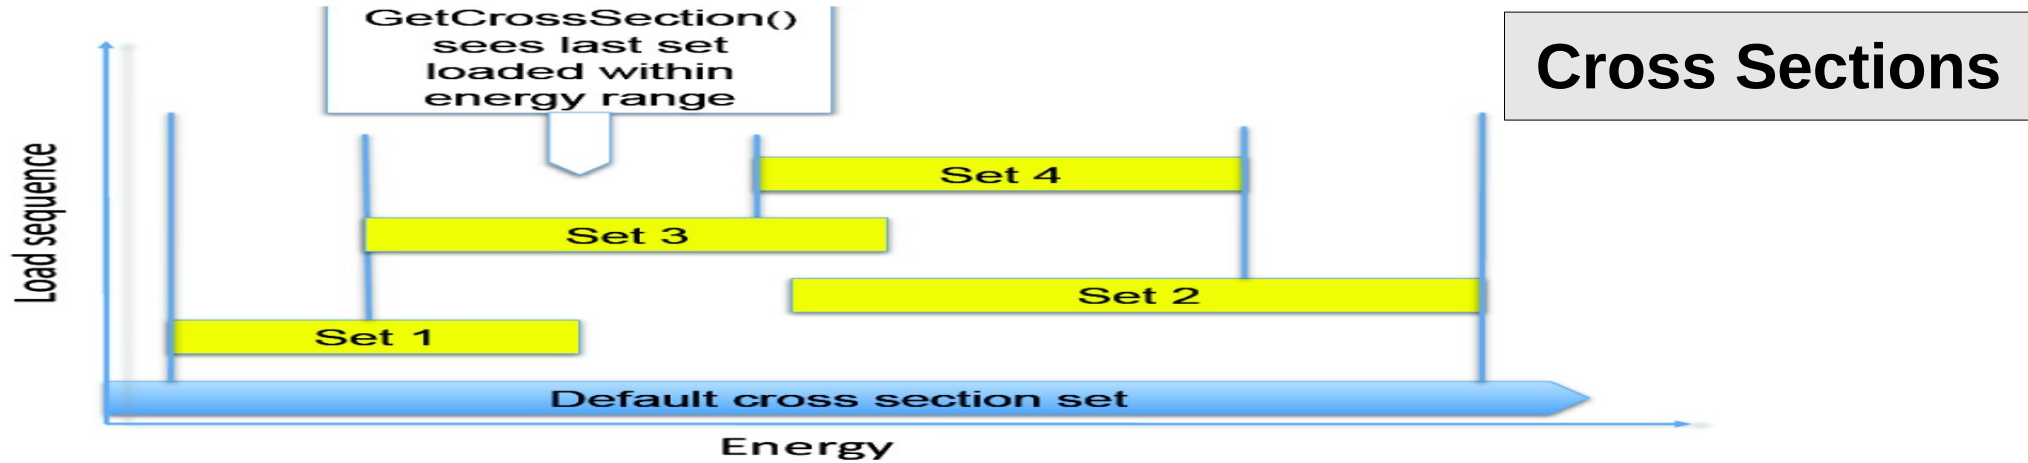 GetCrossSection()
sees last set
loaded within
energy range
Cross Sections
Load sequence
Set 4
Set 3
Set 2
Set 1
Default cross section set
Energy